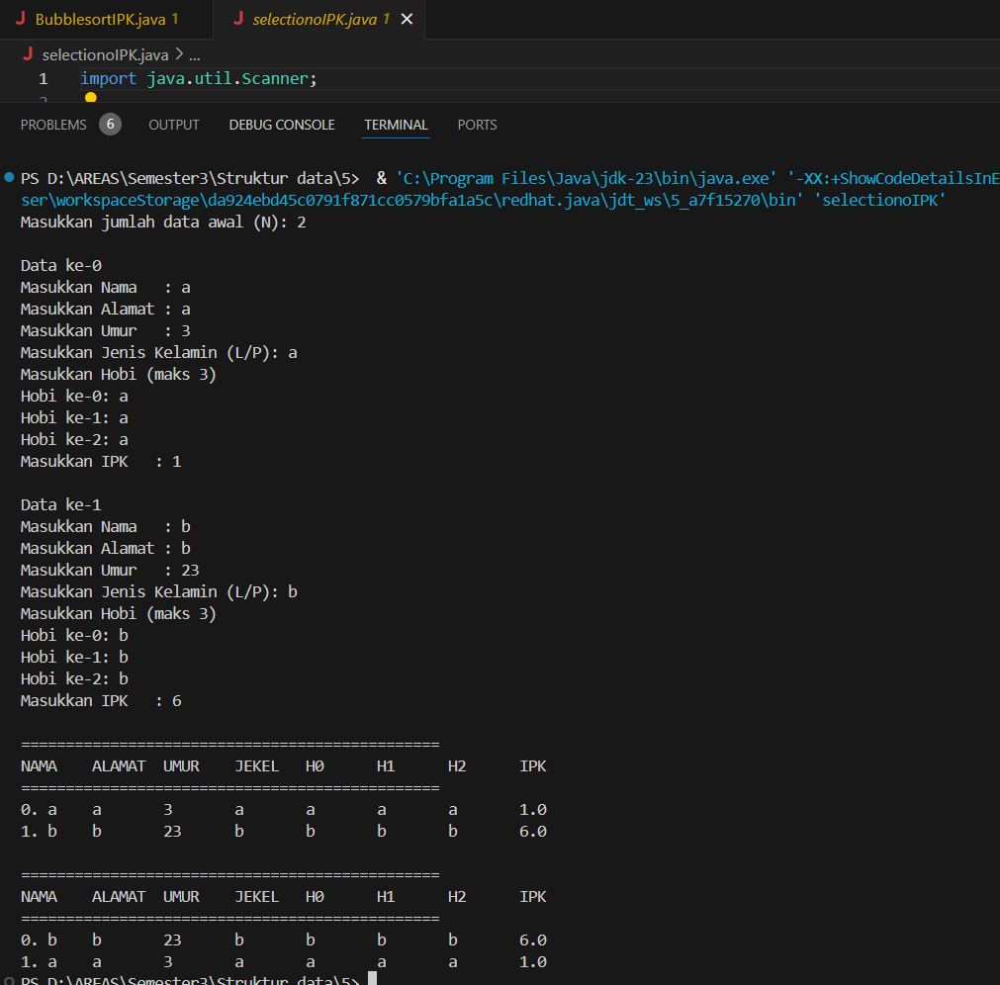 BubblesortIPK.java 1 selectionoIPK.java 1
selectionoIPK.java > ...
1 import java.util.Scanner;
2
PROBLEMS 6 OUTPUT DEBUG CONSOLE TERMINAL PORTS
PS D:\AREAS\Semester3\Struktur data\5> & 'C:\Program Files\Java\jdk-23\bin\java.exe' '-XX:+ShowCodeDetailsInE
ser\workspaceStorage\da924ebd45c0791f871cc0579bfa1a5c\redhat.java\jdt_ws\5_a7f15270\bin' 'selectionoIPK'
Masukkan jumlah data awal (N): 2
Data ke-0
Masukkan Nama : a
Masukkan Alamat : a
Masukkan Umur : 3
Masukkan Jenis Kelamin (L/P): a
Masukkan Hobi (maks 3)
Hobi ke-0: a
Hobi ke-1: a
Hobi ke-2: a
Masukkan IPK : 1
Data ke-1
Masukkan Nama : b
Masukkan Alamat : b
Masukkan Umur : 23
Masukkan Jenis Kelamin (L/P): b
Masukkan Hobi (maks 3)
Hobi ke-0: b
Hobi ke-1: b
Hobi ke-2: b
Masukkan IPK : 6
===============================================
NAMA ALAMAT UMUR JEKEL H0 H1 H2 IPK
===============================================
0. a a 3 a a a a 1.0
1. b b 23 b b b b 6.0
===============================================
NAMA ALAMAT UMUR JEKEL H0 H1 H2 IPK
===============================================
0. b b 23 b b b b 6.0
1. a a 3 a a a a 1.0
PS D:\AREAS\Semester3\Struktur data\5>